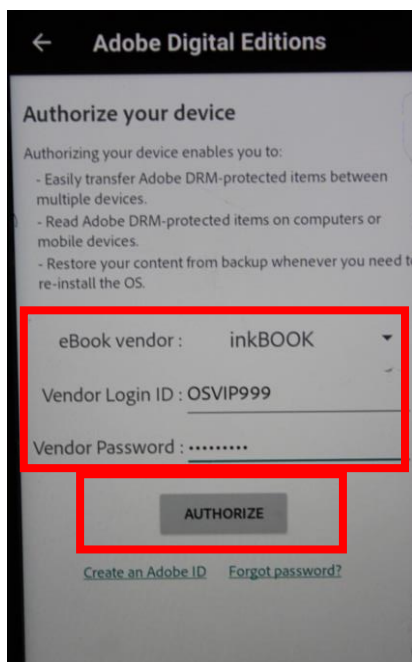 Adobe Digital Editions
Authorize your device
Authorizing your device enables you to:
- Easily transfer Adobe DRM-protected items between
multiple devices.
- Read Adobe DRM-protected items on computers or
mobile devices.
- Restore your content from backup whenever you need to
re-install the OS.
eBook vendor : inkBOOK
Vendor Login ID : OSVIP999
Vendor Password : •••••••••
AUTHORIZE
Create an Adobe ID Forgot password?